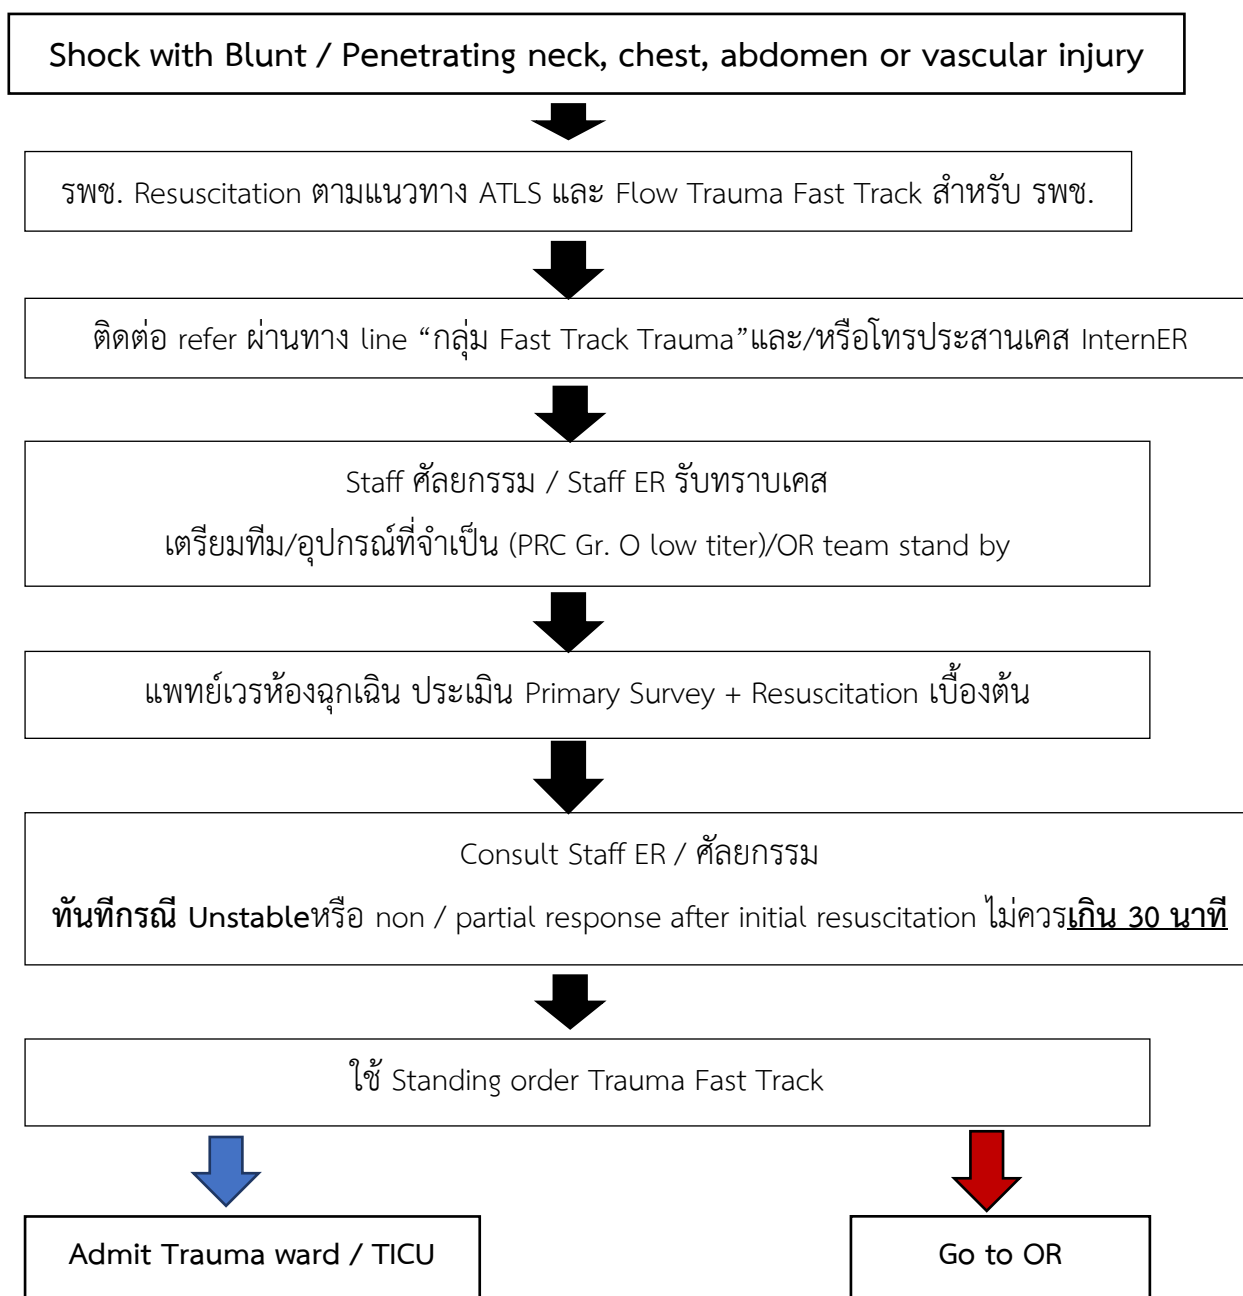 Shock with Blunt / Penetrating neck, chest, abdomen or vascular injury
รพช. Resuscitation ตามแนวทาง ATLS และ Flow Trauma Fast Track สำหรับ รพช.
ติดต่อ refer ผ่านทาง line “กลุ่ม Fast Track Trauma”และ/หรือโทรประสานเคส InternER
Staff ศัลยกรรม / Staff ER รับทราบเคส
เตรียมทีม/อุปกรณ์ที่จำเป็น (PRC Gr. O low titer)/OR team stand by
แพทย์เวรห้องฉุกเฉิน ประเมิน Primary Survey + Resuscitation เบื้องต้น
Consult Staff ER / ศัลยกรรม
ทันทีกรณี Unstableหรือ non / partial response after initial resuscitation ไม่ควรเกิน 30 นาที
ใช้ Standing order Trauma Fast Track
Admit Trauma ward / TICU
Go to OR